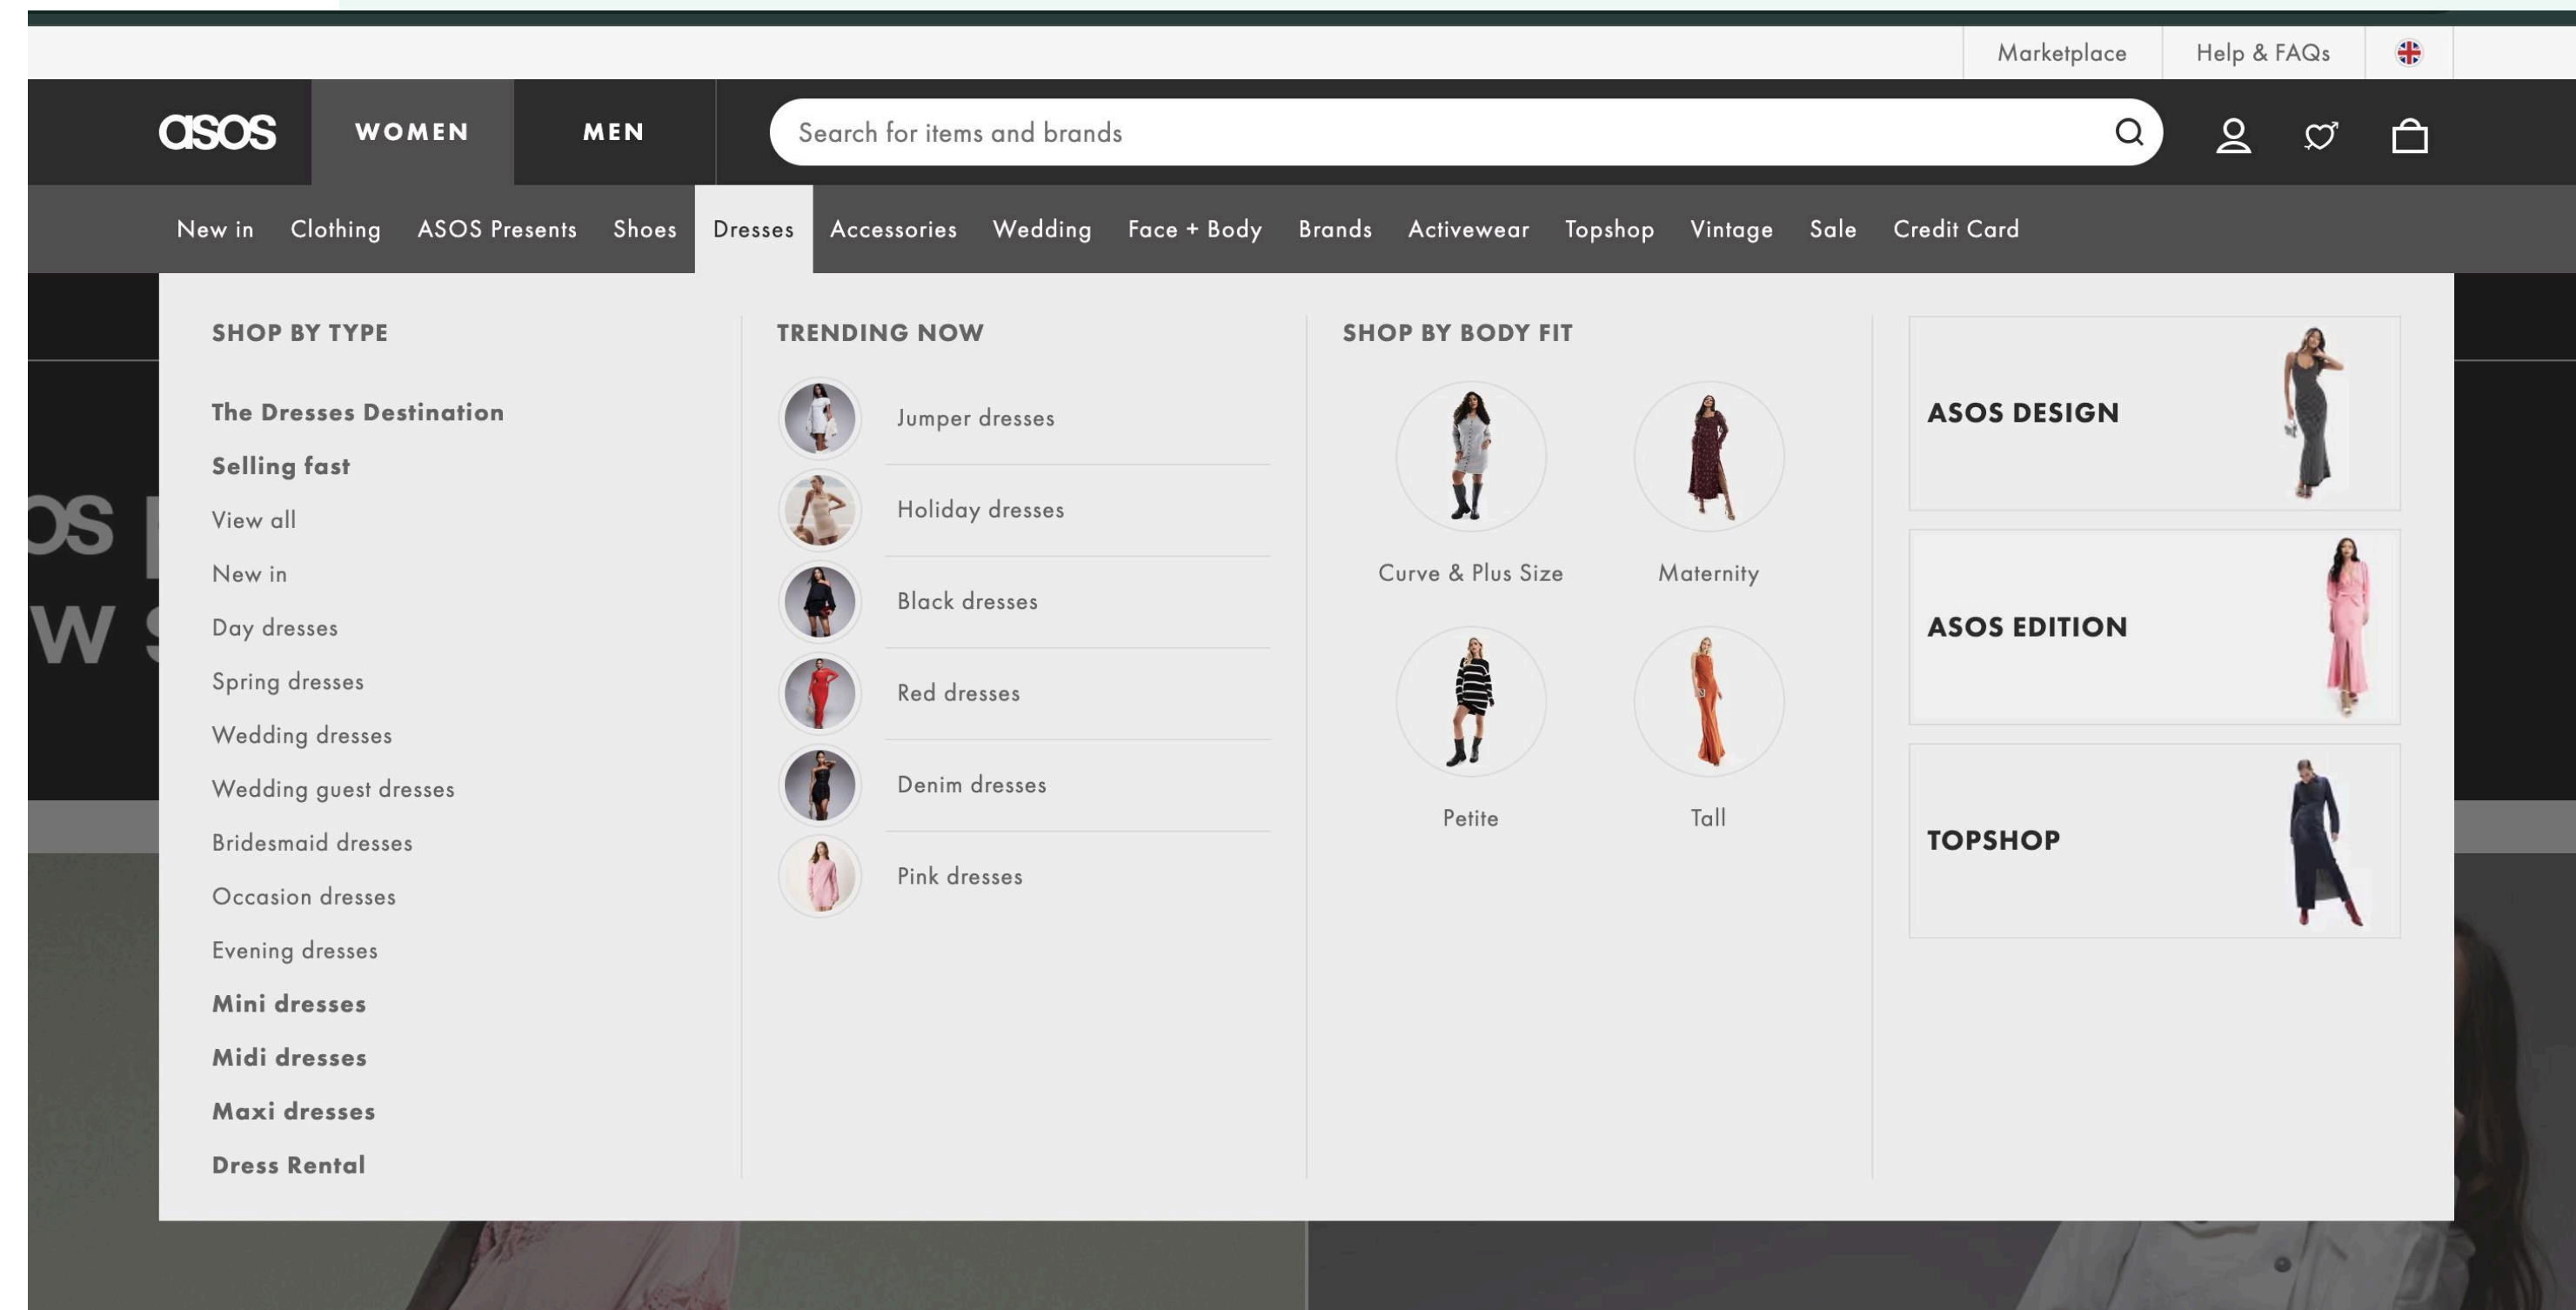 Marketplace
Help & FAQs
asos
WOMEN
MEN
Search for items and brands
New in
Clothing
ASOS Presents
Shoes
Dresses
Accessories
Wedding
Face + Body
Brands
Activewear
Topshop
Vintage
Sale
Credit Card
SHOP BY TYPE
The Dresses Destination
Selling fast
View all
New in
Day dresses
Spring dresses
Wedding dresses
Wedding guest dresses
Bridesmaid dresses
Occasion dresses
Evening dresses
Mini dresses
Midi dresses
Maxi dresses
Dress Rental
TRENDING NOW
Jumper dresses
Holiday dresses
Black dresses
Red dresses
Denim dresses
Pink dresses
SHOP BY BODY FIT
Curve & Plus Size
Maternity
Petite
Tall
ASOS DESIGN
ASOS EDITION
TOPSHOP